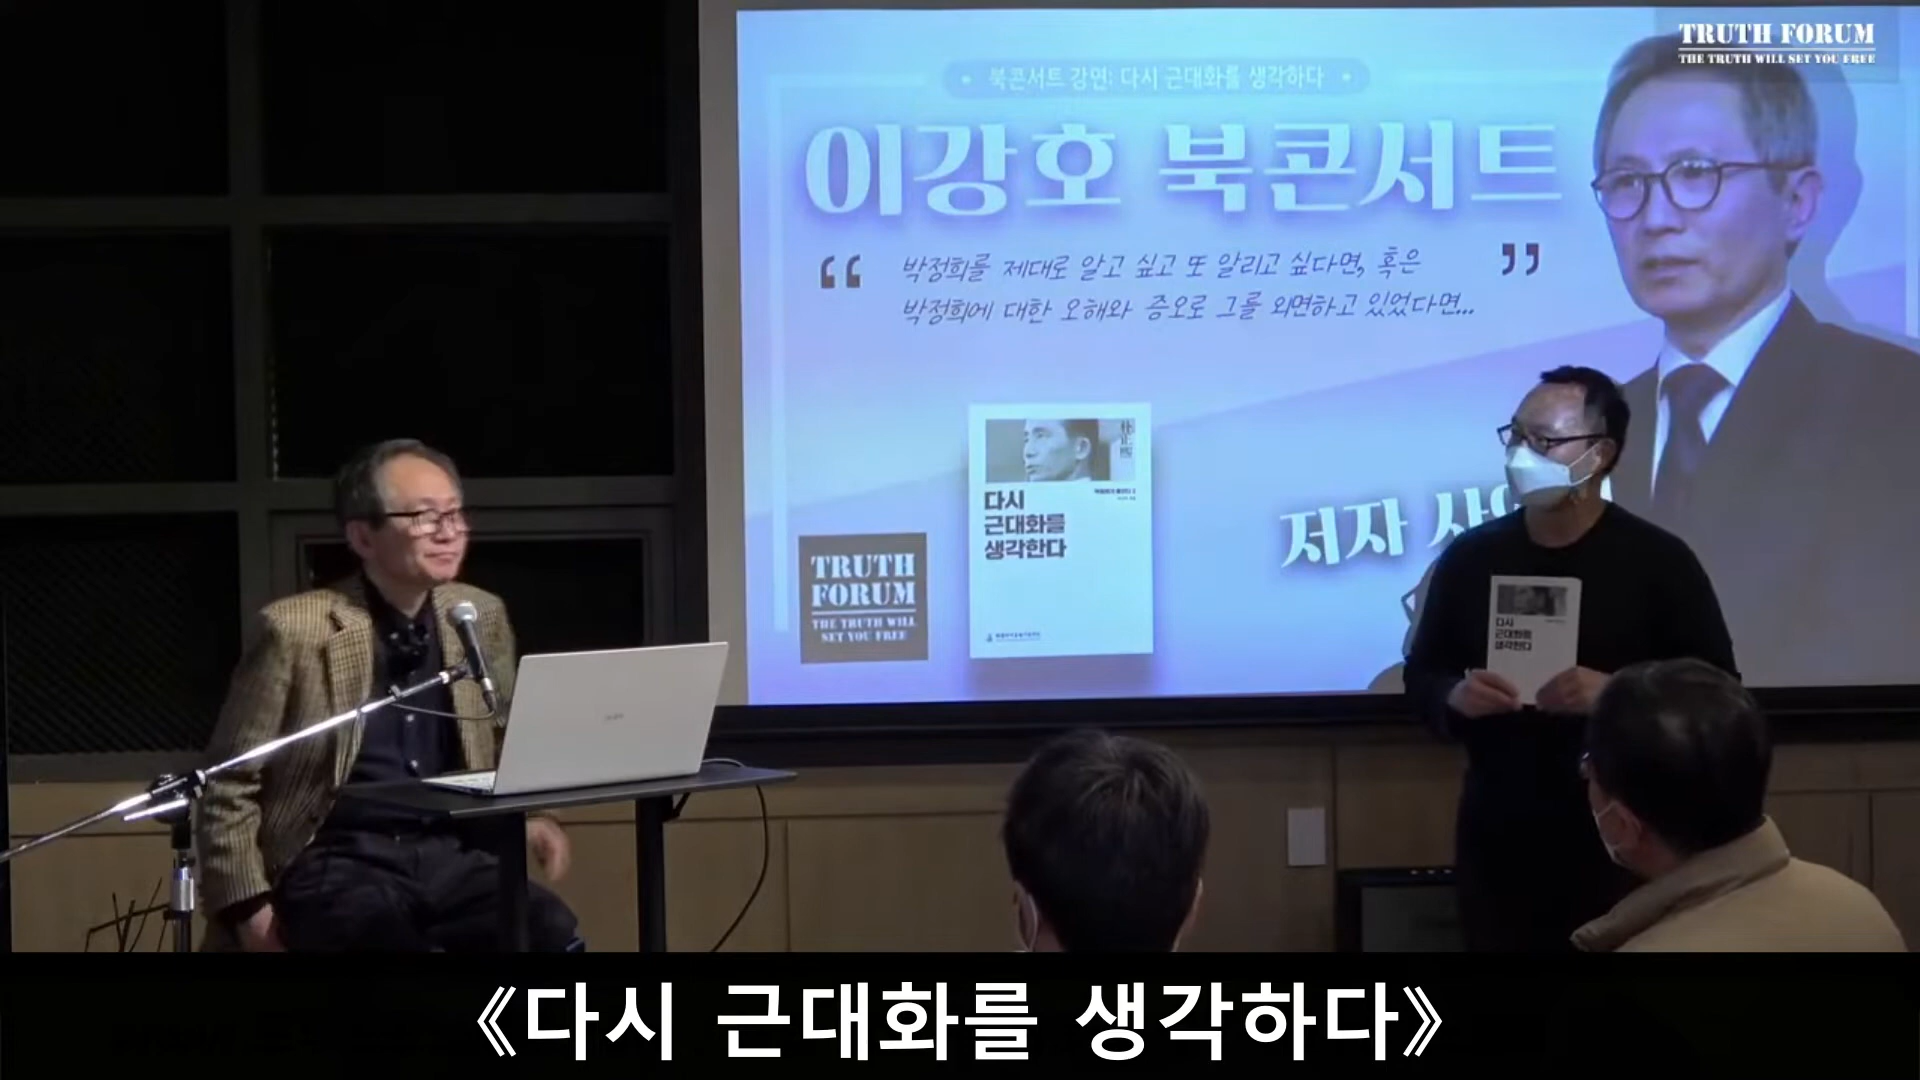 TRUTH FORUM
THE TRUTH WILL SET YOU FREE
• 북콘서트 강연: 다시 근대화를 생각하다 •
이강호 북콘서트
“ 박정희를 제대로 알고 싶고 또 알리고 싶다면, 혹은 ”
박정희에 대한 오해와 증오로 그를 외면하고 있었다면...
다시
근대화를
생각한다
TRUTH
FORUM
THE TRUTH WILL
SET YOU FREE
저자
다시
근대화를
생각한다
《다시 근대화를 생각하다》